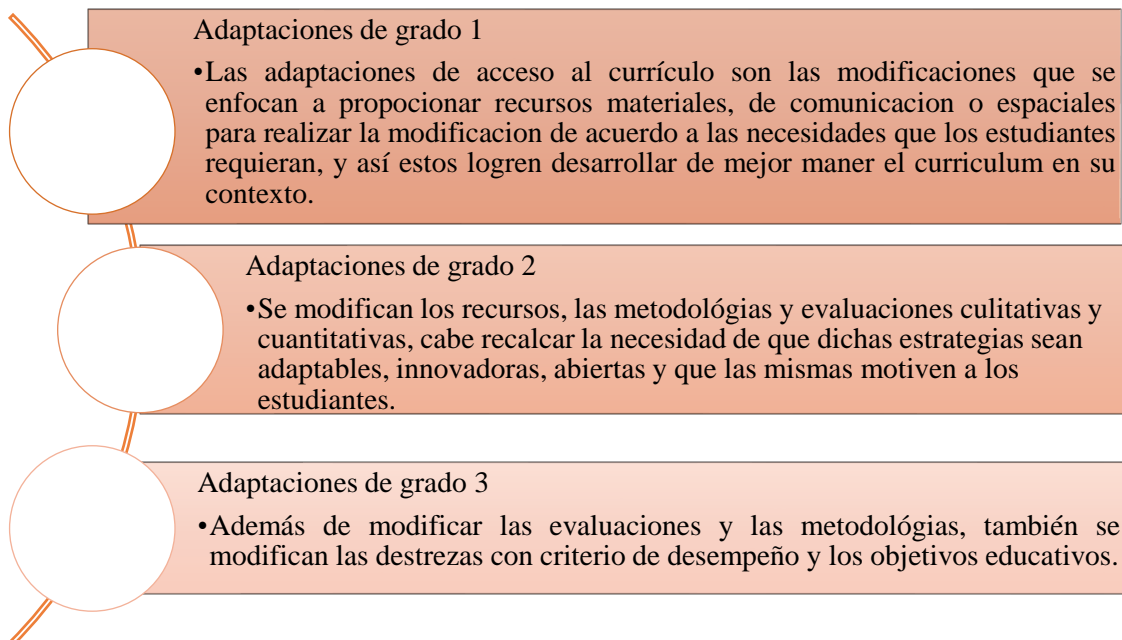 Adaptaciones de grado 1
•Las adaptaciones de acceso al currículo son las modificaciones que se
enfocan a propocionar recursos materiales, de comunicacion o espaciales
para realizar la modificacion de acuerdo a las necesidades que los estudiantes
requieran, y así estos logren desarrollar de mejor maner el curriculum en su
contexto.
Adaptaciones de grado 2
•Se modifican los recursos, las metodológias y evaluaciones culitativas y
cuantitativas, cabe recalcar la necesidad de que dichas estrategias sean
adaptables, innovadoras, abiertas y que las mismas motiven a los
estudiantes.
Adaptaciones de grado 3
•Además de modificar las evaluaciones y las metodológias, también se
modifican las destrezas con criterio de desempeño y los objetivos educativos.